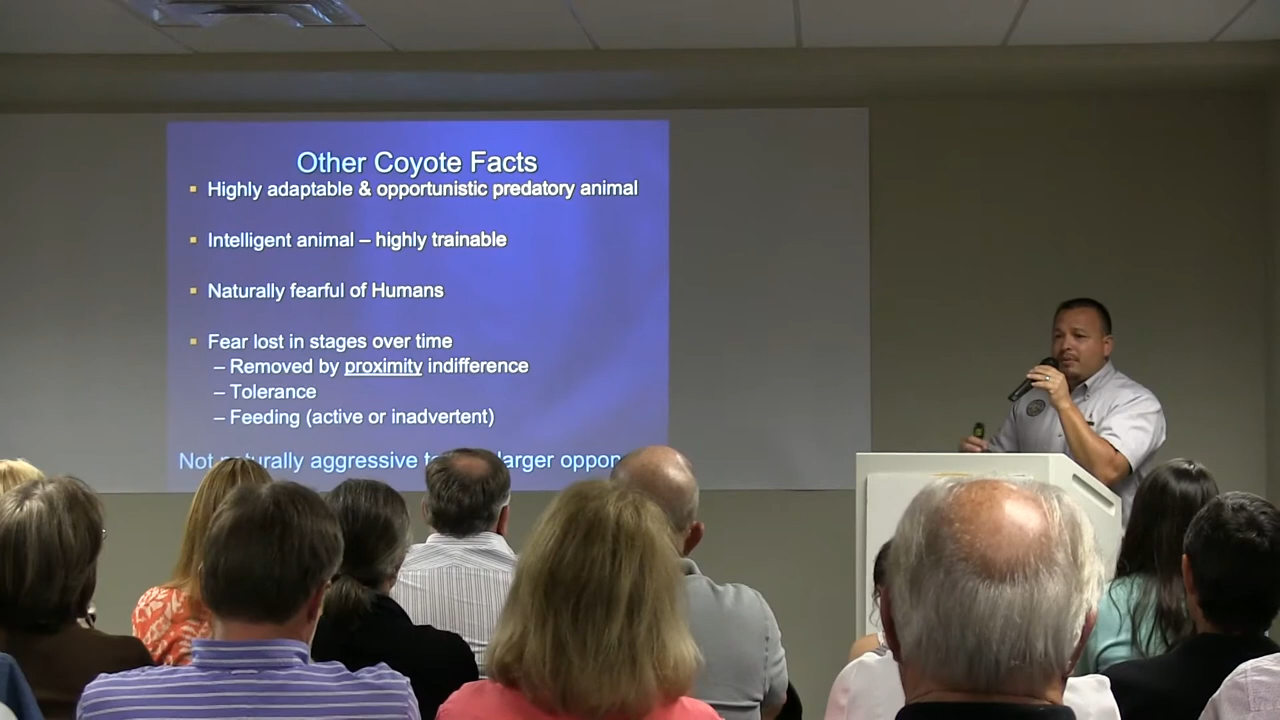 Other Coyote Facts
Highly adaptable & opportunistic predatory animal
Intelligent animal – highly trainable
Naturally fearful of Humans
Fear lost in stages over time
– Removed by proximity indifference
– Tolerance
– Feeding (active or inadvertent)
Not aggressive larger